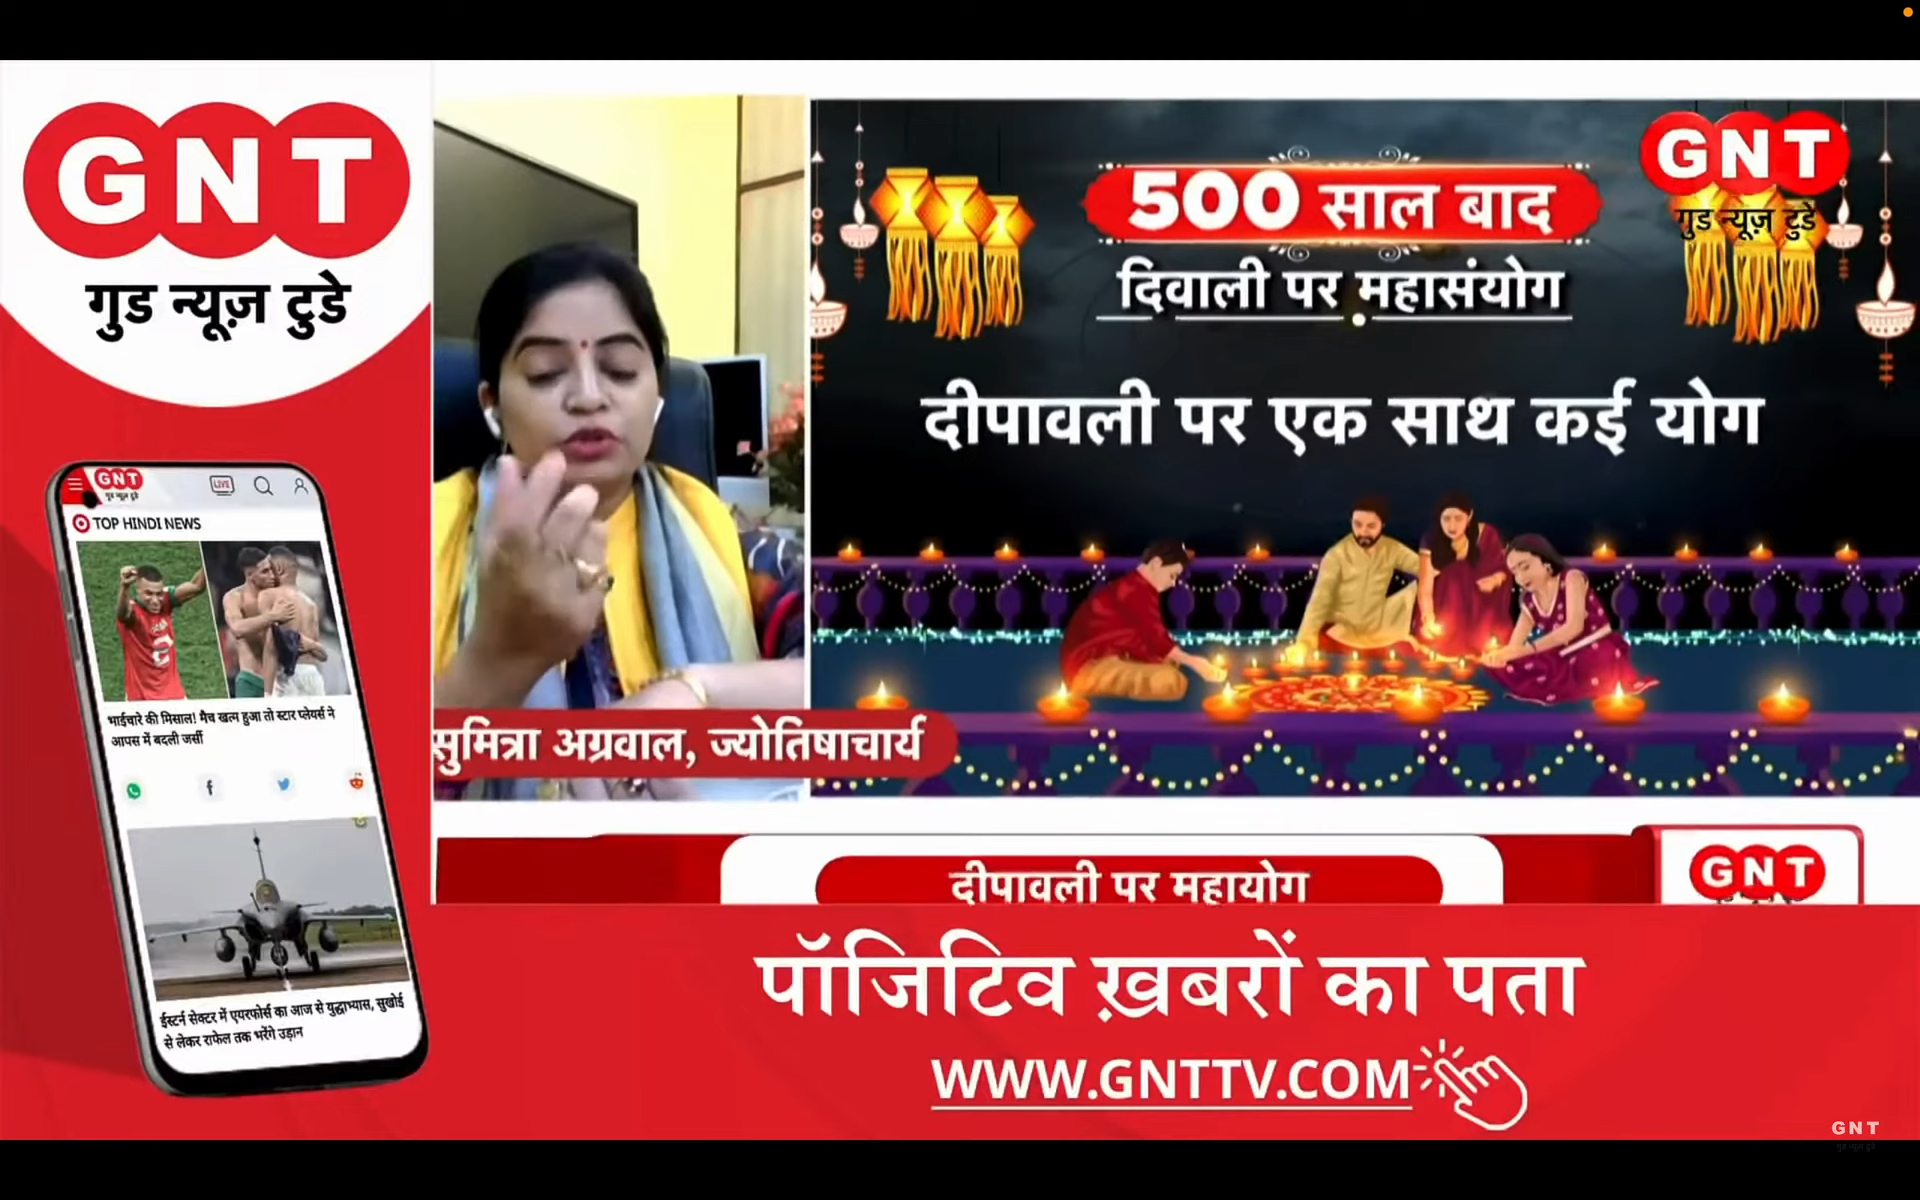 GNT
गुड न्यूज़ टुडे
GNT
LIVE
TOP HINDI NEWS
भाईचारे की मिसाल! मैच खत्म हुआ तो स्टार प्लेयर्स ने
आपस में बदली जर्सी
ईस्टर्न सेक्टर में एयरफोर्स का आज से युद्धाभ्यास, सुखोई
से लेकर राफेल तक भरेंगे उड़ान
500 साल बाद
दिवाली पर महासंयोग
GNT
गुड न्यूज़ टुडे
दीपावली पर एक साथ कई योग
सुमित्रा अग्रवाल, ज्योतिषाचार्य
दीपावली पर महायोग
GNT
पॉजिटिव ख़बरों का पता
WWW.GNTTV.COM
GNT